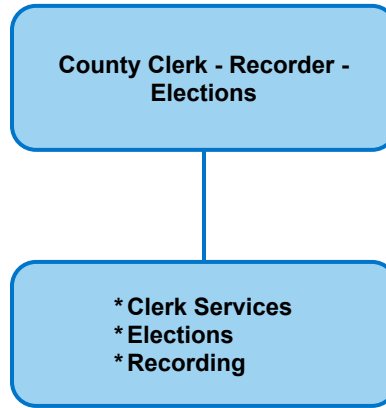 County Clerk - Recorder -
Elections
* Clerk Services
* Elections
* Recording